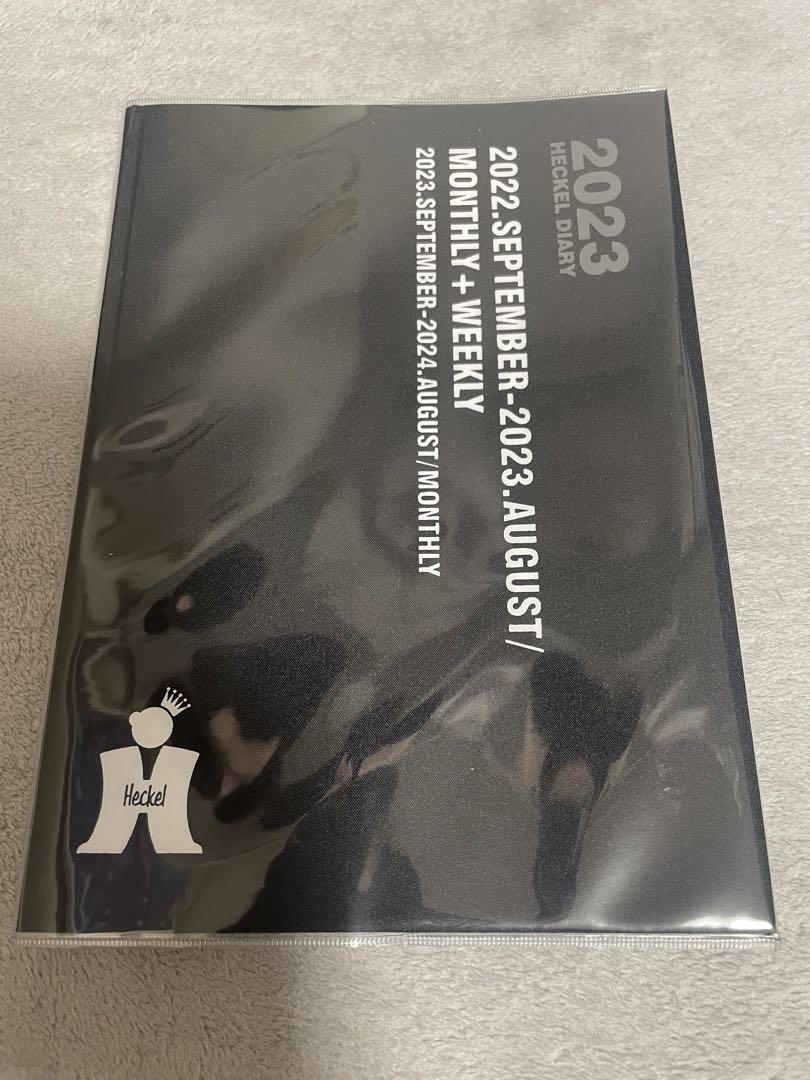 2023
HECKEL DIARY
2022.SEPTEMBER-2023.AUGUST/
MONTHLY + WEEKLY
2023.SEPTEMBER-2024.AUGUST/MONTHLY
Heckel